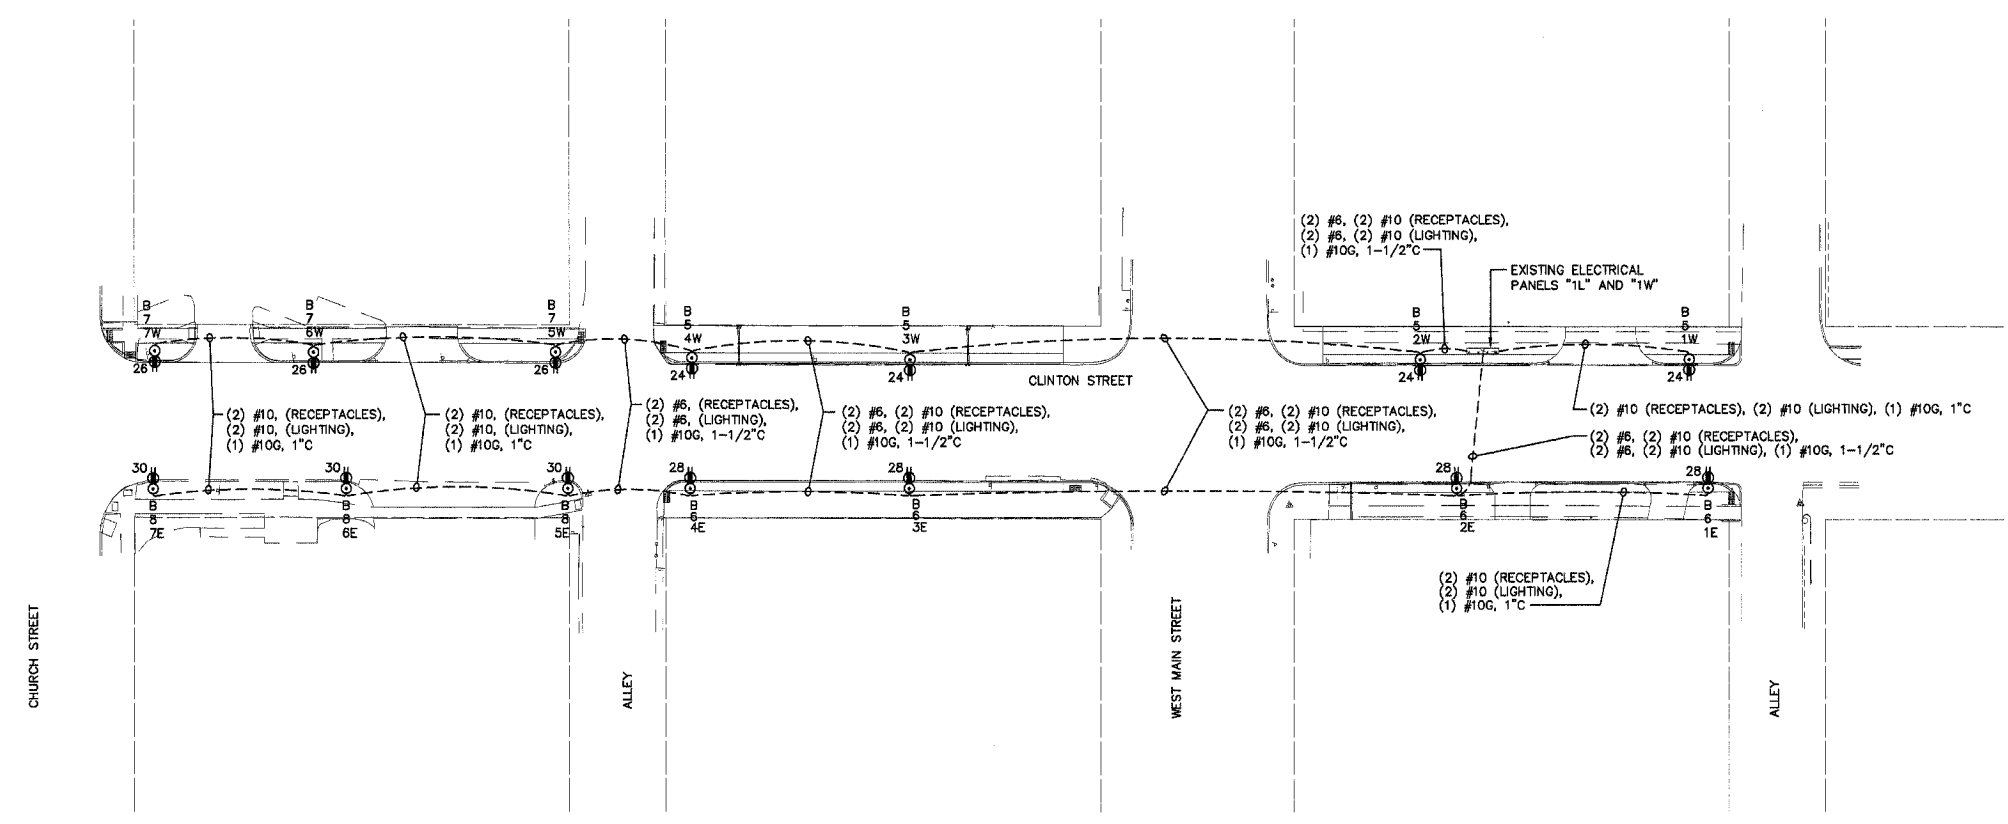 (2) #6, (2) #10 (RECEPTACLES),
(2) #6, (2) #10 (LIGHTING),
(1) #10G, 1-1/2"C
EXISTING ELECTRICAL
PANELS "1L" AND "1W"
B
7
7W
26
B
7
6W
26
B
7
5W
26
B
5
4W
24
B
5
3W
24
B
5
2W
24
B
5
1W
24
CLINTON STREET
(2) #10, (RECEPTACLES),
(2) #10, (LIGHTING),
(1) #10G, 1"C
(2) #10, (RECEPTACLES),
(2) #10, (LIGHTING),
(1) #10G, 1"C
(2) #6, (RECEPTACLES),
(2) #6, (LIGHTING),
(1) #10G, 1-1/2"C
(2) #6, (2) #10 (RECEPTACLES),
(2) #6, (2) #10 (LIGHTING),
(1) #10G, 1-1/2"C
(2) #6, (2) #10 (RECEPTACLES),
(2) #6, (2) #10 (LIGHTING),
(1) #10G, 1-1/2"C
(2) #10 (RECEPTACLES), (2) #10 (LIGHTING), (1) #10G, 1"C
(2) #6, (2) #10 (RECEPTACLES),
(2) #6, (2) #10 (LIGHTING), (1) #10G, 1-1/2"C
30
B
8
7E
30
B
8
6E
30
B
8
5E
28
B
6
4E
28
B
6
3E
28
B
6
2E
28
B
6
1E
(2) #10 (RECEPTACLES),
(2) #10 (LIGHTING),
(1) #10G, 1"C
CHURCH STREET
ALLEY
WEST MAIN STREET
ALLEY